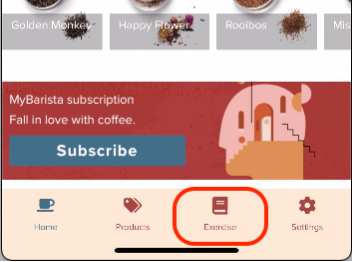 Golden Monkey
Happy Flower
Rooibos
Mis
MyBarista subscription
Fall in love with coffee.
Subscribe
Home
Products
Exercise
Settings